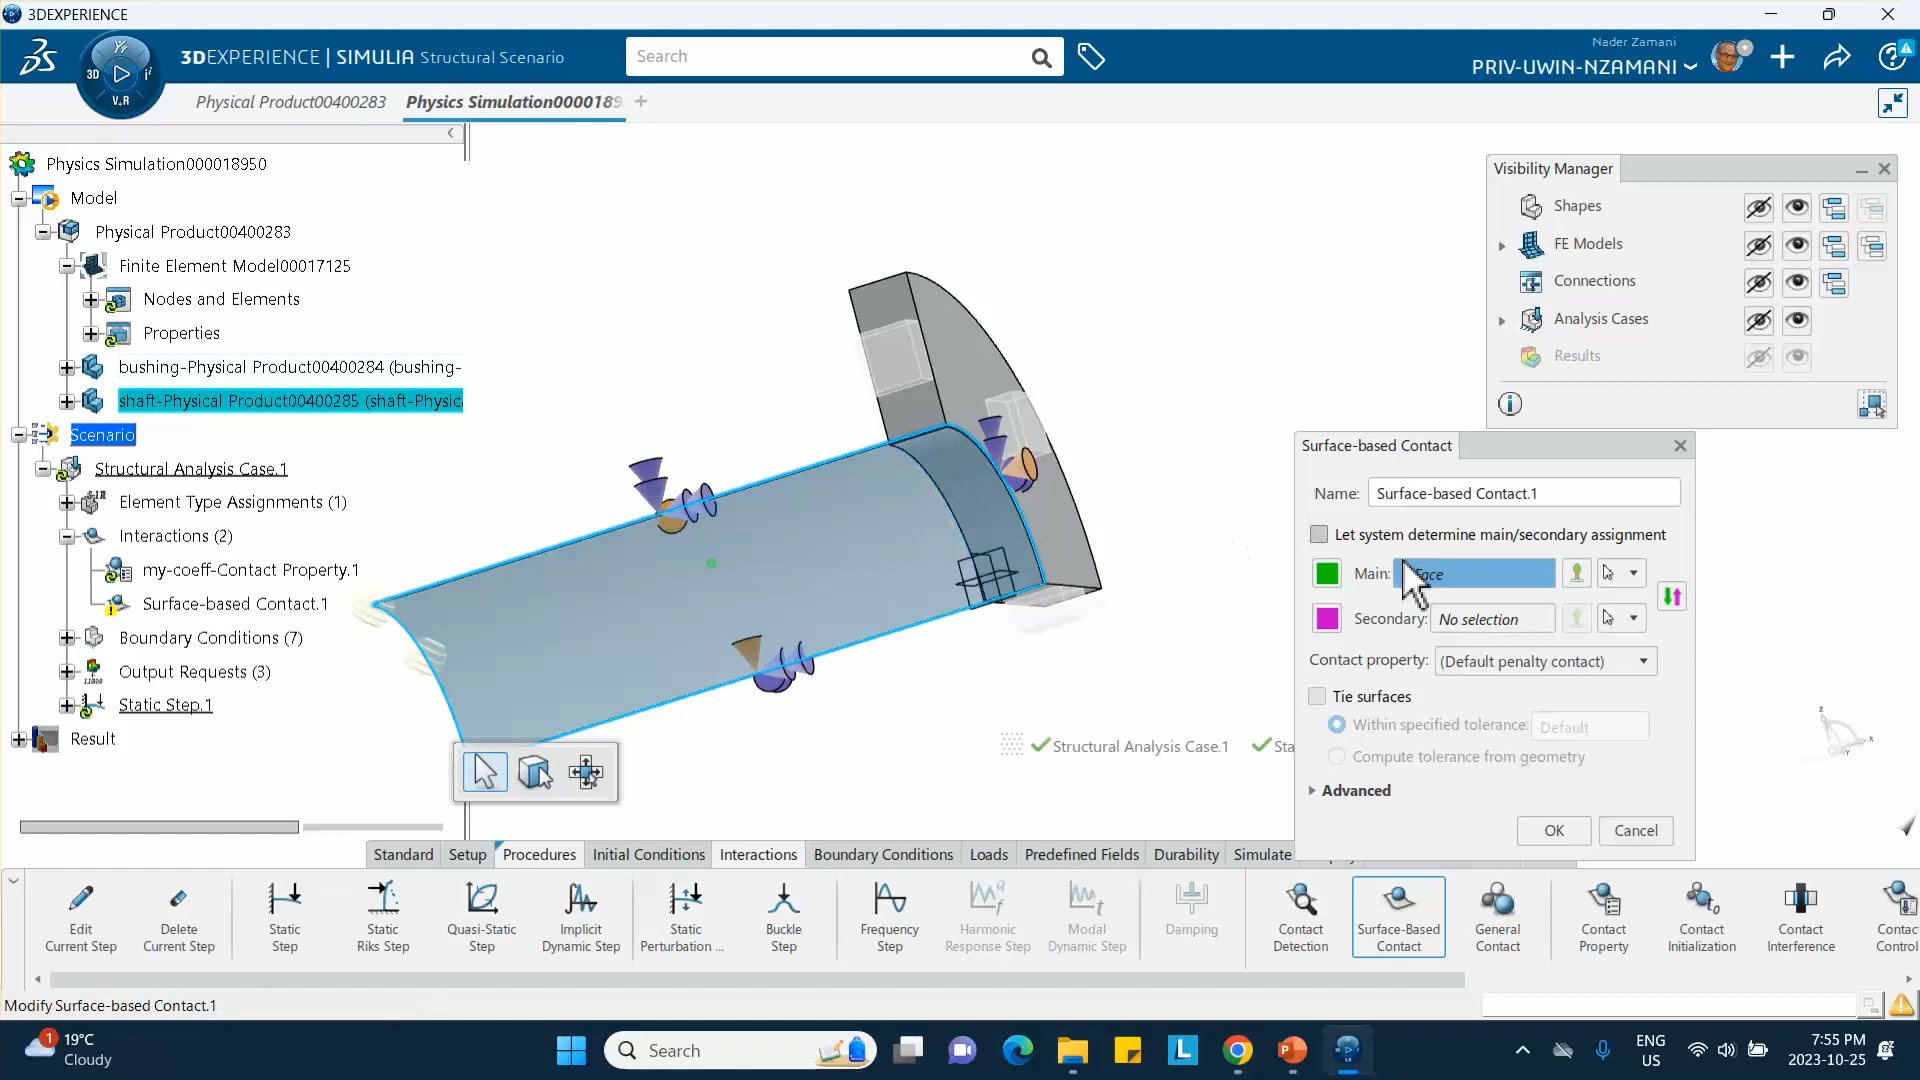 3DEXPERIENCE
3DEXPERIENCE | SIMULIA Structural Scenario
Search
Nader Zamani
PRIV-UWIN-NZAMANI
3D
V.R
Physical Product00400283
Physics Simulation0000189
Physics Simulation000018950
Model
Physical Product00400283
Finite Element Model00017125
Nodes and Elements
Properties
bushing-Physical Product00400284 (bushing-
shaft-Physical Product00400285 (shaft-Physic
Scenario
Structural Analysis Case.1
Element Type Assignments (1)
Interactions (2)
my-coeff-Contact Property.1
Surface-based Contact.1
Boundary Conditions (7)
Output Requests (3)
Static Step.1
Result
Visibility Manager
Shapes
FE Models
Connections
Analysis Cases
Results
Surface-based Contact
Name: Surface-based Contact.1
Let system determine main/secondary assignment
Main: Face
Secondary: No selection
Contact property: (Default penalty contact)
Tie surfaces
Within specified tolerance: Default
Compute tolerance from geometry
Advanced
OK Cancel
Structural Analysis Case.1 Sta
Standard Setup Procedures Initial Conditions Interactions Boundary Conditions Loads Predefined Fields Durability Simulate
Edit Current Step
Delete Current Step
Static Step
Static Riks Step
Quasi-Static Step
Implicit Dynamic Step
Static Perturbation ...
Buckle Step
Frequency Step
Harmonic Response Step
Modal Dynamic Step
Damping
Contact Detection
Surface-Based Contact
General Contact
Contact Property
Contact Initialization
Contact Interference
Contac Control
Modify Surface-based Contact.1
1
19°C
Cloudy
Search
ENG
US
7:55 PM
2023-10-25